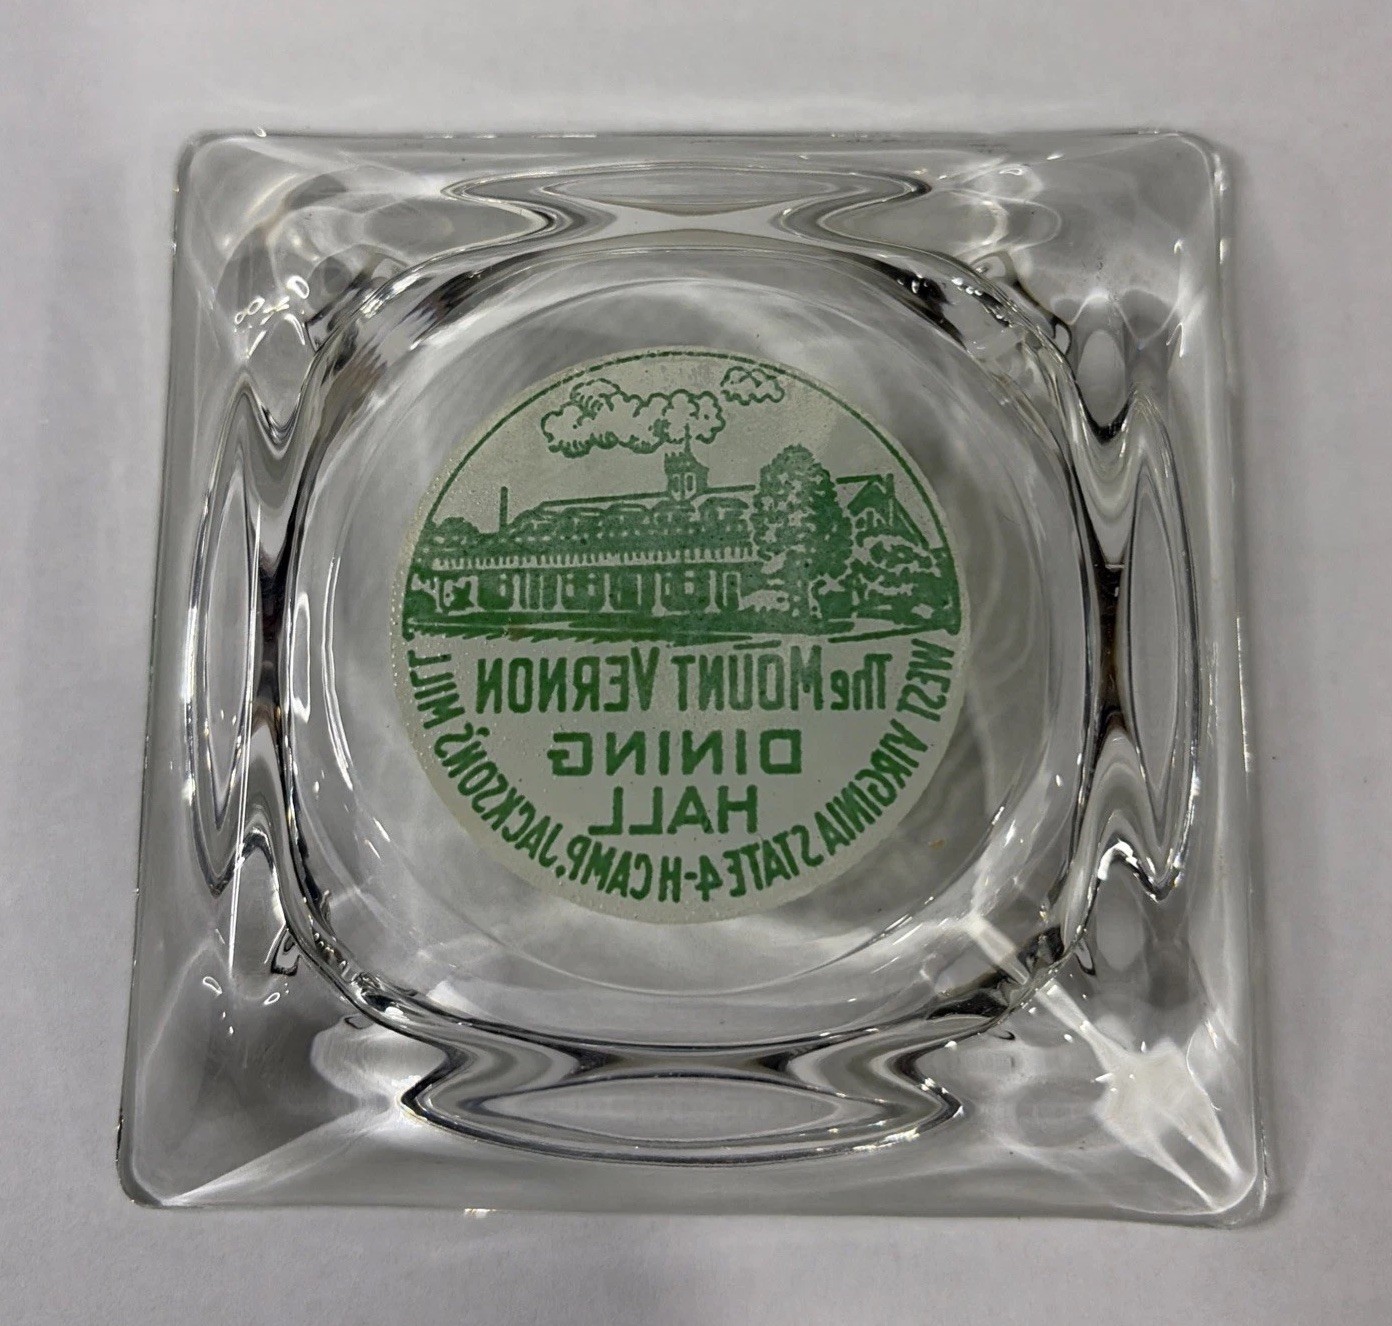 The MOUNT VERNON
DINING
HALL
WEST VIRGINIA STATE 4-H CAMP, JACKSON'S MILL